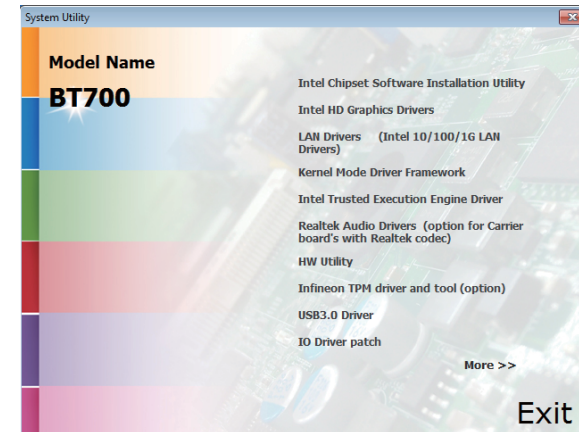 System Utility
Model Name
BT700
Intel Chipset Software Installation Utility
Intel HD Graphics Drivers
LAN Drivers (Intel 10/100/1G LAN
Drivers)
Kernel Mode Driver Framework
Intel Trusted Execution Engine Driver
Realtek Audio Drivers (option for Carrier
board's with Realtek codec)
HW Utility
Infineon TPM driver and tool (option)
USB3.0 Driver
IO Driver patch
More >>
Exit